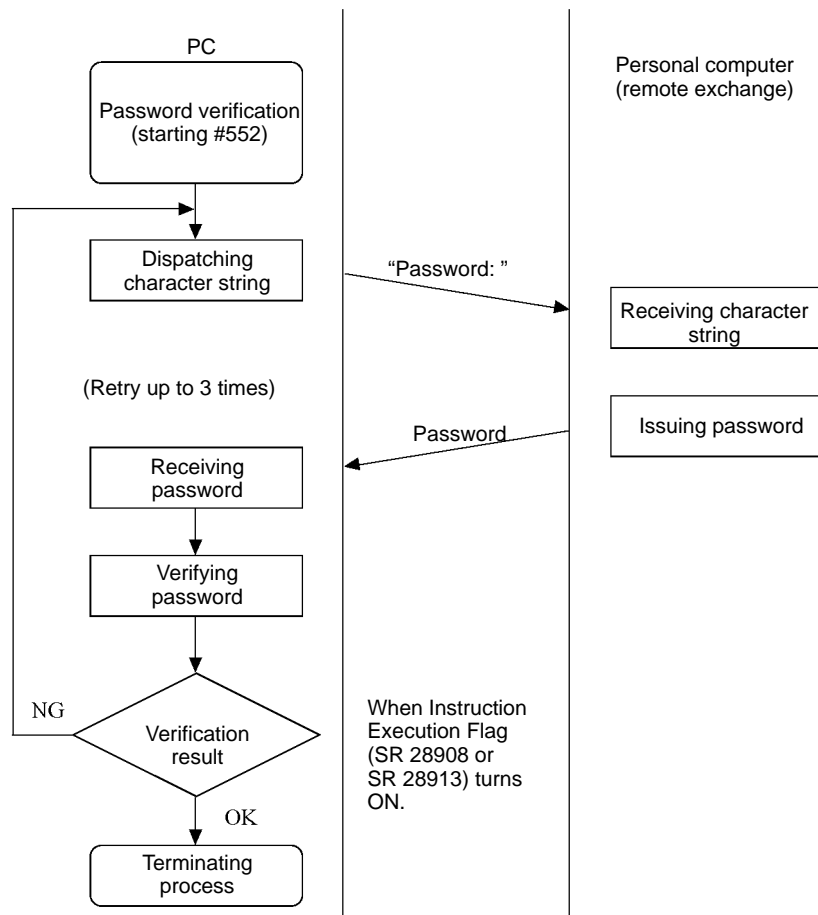 PC
Password verification
(starting #552)
Personal computer
(remote exchange)
Dispatching
character string
“Password: ”
Receiving character
string
(Retry up to 3 times)
Password
Issuing password
Receiving
password
Verifying
password
NG
Verification
result
When Instruction
Execution Flag
(SR 28908 or
SR 28913) turns
ON.
OK
Terminating
process